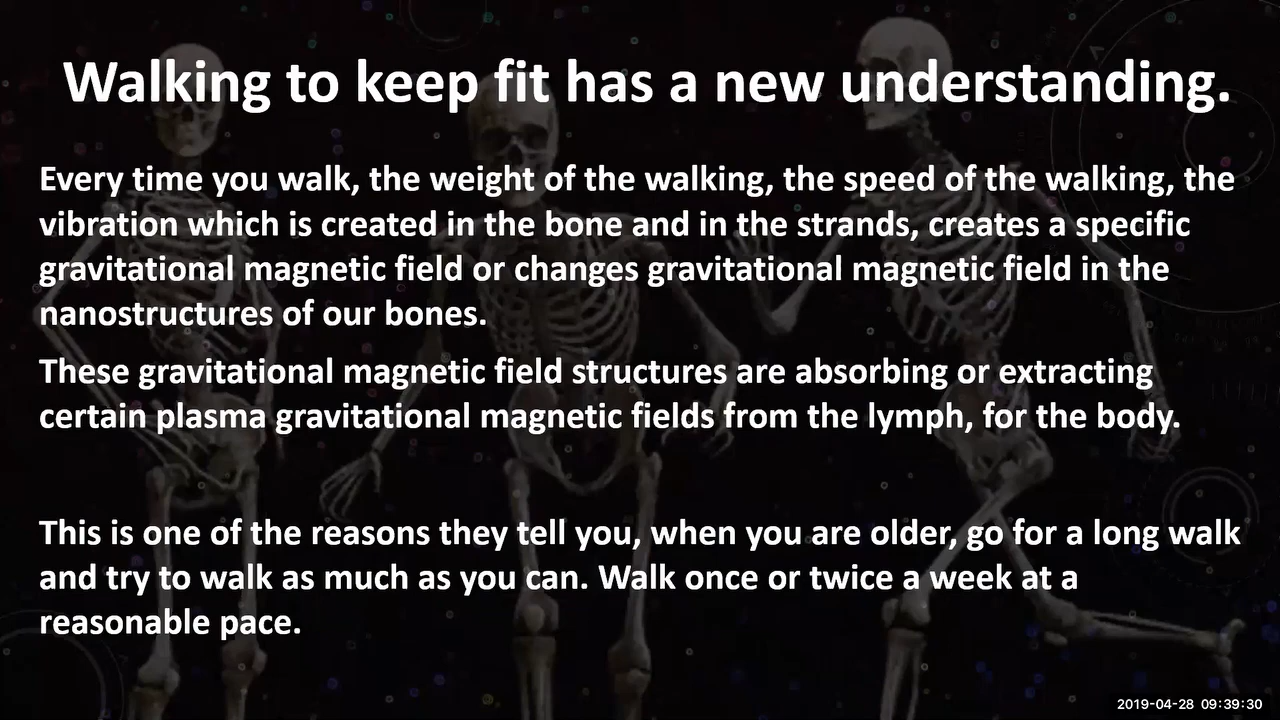 Walking to keep fit has a new understanding.
Every time you walk, the weight of the walking, the speed of the walking, the
vibration which is created in the bone and in the strands, creates a specific
gravitational magnetic field or changes gravitational magnetic field in the
nanostructures of our bones.
These gravitational magnetic field structures are absorbing or extracting
certain plasma gravitational magnetic fields from the lymph, for the body.
This is one of the reasons they tell you, when you are older, go for a long walk
and try to walk as much as you can. Walk once or twice a week at a
reasonable pace.
2019-04-28 09:39:30